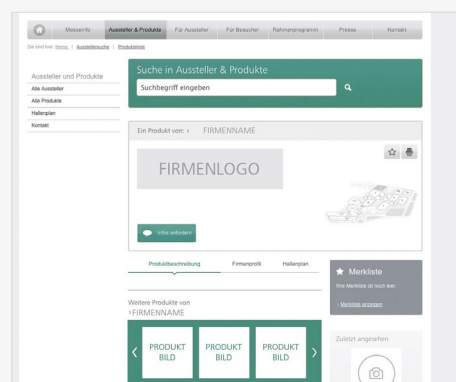 Messeinfo Aussteller & Produkte Für Aussteller Für Besucher Rahmenprogramm Presse Kontakt
Sie sind hier: Home | Ausstellersuche | Produktliste
Aussteller und Produkte
Alle Aussteller
Alle Produkte
Hallenplan
Kontakt
Suche in Aussteller & Produkte
Suchbegriff eingeben
Ein Produkt von: › FIRMENNAME
FIRMENLOGO
Infos anfordern
Produktbeschreibung Firmenprofil Hallenplan
Merkliste
Ihre Merkliste ist noch leer.
› Merkliste anzeigen
Weitere Produkte von
›FIRMENNAME
PRODUKT BILD
PRODUKT BILD
PRODUKT BILD
Zuletzt angesehen